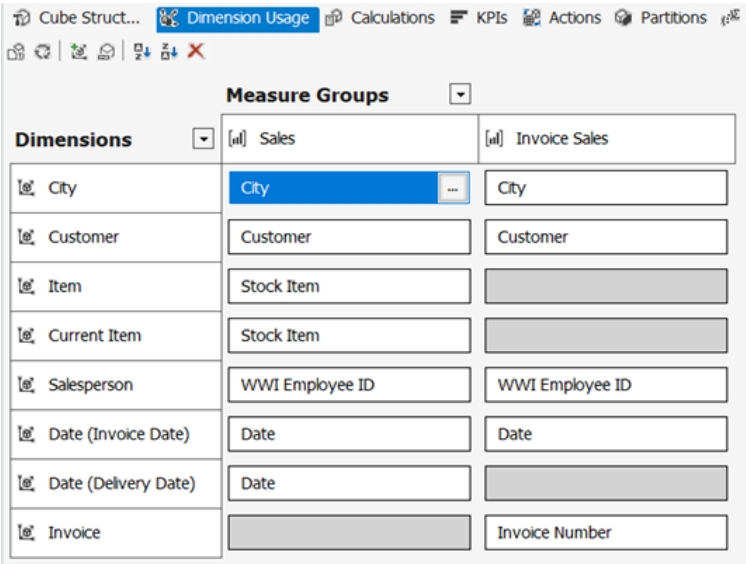 Cube Struct... Dimension Usage Calculations KPIs Actions Partitions
Measure Groups
Dimensions Sales Invoice Sales
City City ... City
Customer Customer Customer
Item Stock Item
Current Item Stock Item
Salesperson WWI Employee ID WWI Employee ID
Date (Invoice Date) Date Date
Date (Delivery Date) Date
Invoice Invoice Number